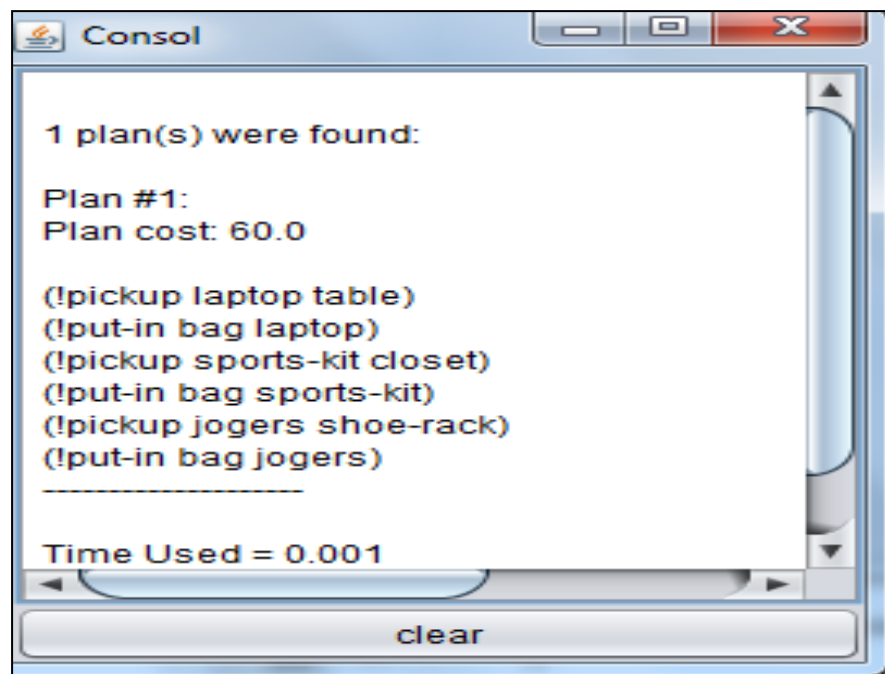 Consol
1 plan(s) were found:
Plan #1:
Plan cost: 60.0
(!pickup laptop table)
(!put-in bag laptop)
(!pickup sports-kit closet)
(!put-in bag sports-kit)
(!pickup jogers shoe-rack)
(!put-in bag jogers)
--------------------
Time Used = 0.001
clear